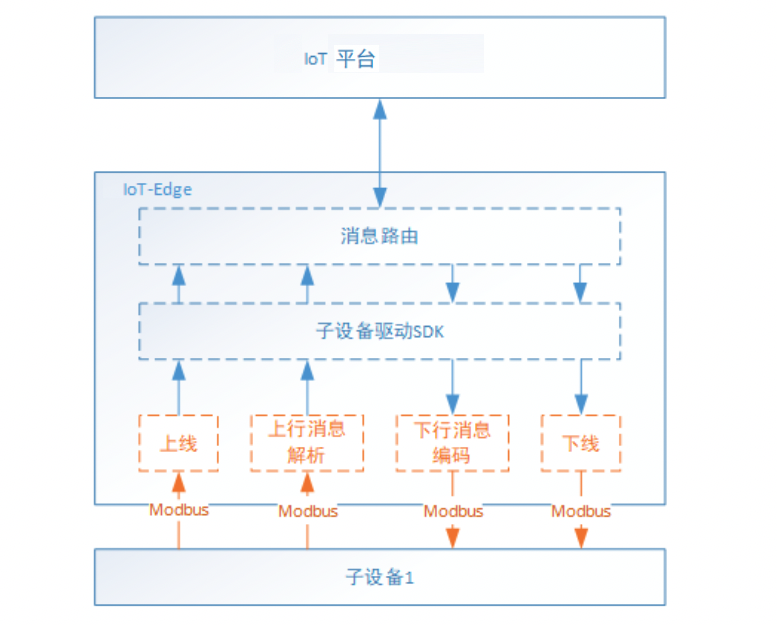 IoT 平台
IoT-Edge
消息路由
子设备驱动SDK
上线
上行消息
解析
下行消息
编码
下线
Modbus
Modbus
Modbus
Modbus
子设备1